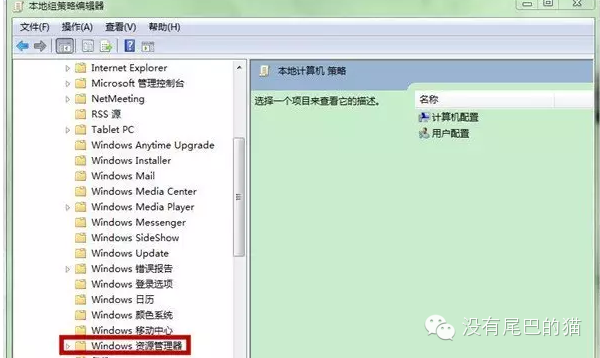 本地组策略编辑器
文件(F) 操作(A) 查看(V) 帮助(H)
Internet Explorer
Microsoft 管理控制台
NetMeeting
RSS 源
Tablet PC
Windows Anytime Upgrade
Windows Installer
Windows Mail
Windows Media Center
Windows Media Player
Windows Messenger
Windows SideShow
Windows Update
Windows 错误报告
Windows 登录选项
Windows 日历
Windows 颜色系统
Windows 移动中心
Windows 资源管理器
本地计算机 策略
选择一个项目来查看它的描述。
名称
计算机配置
用户配置
没有尾巴的猫